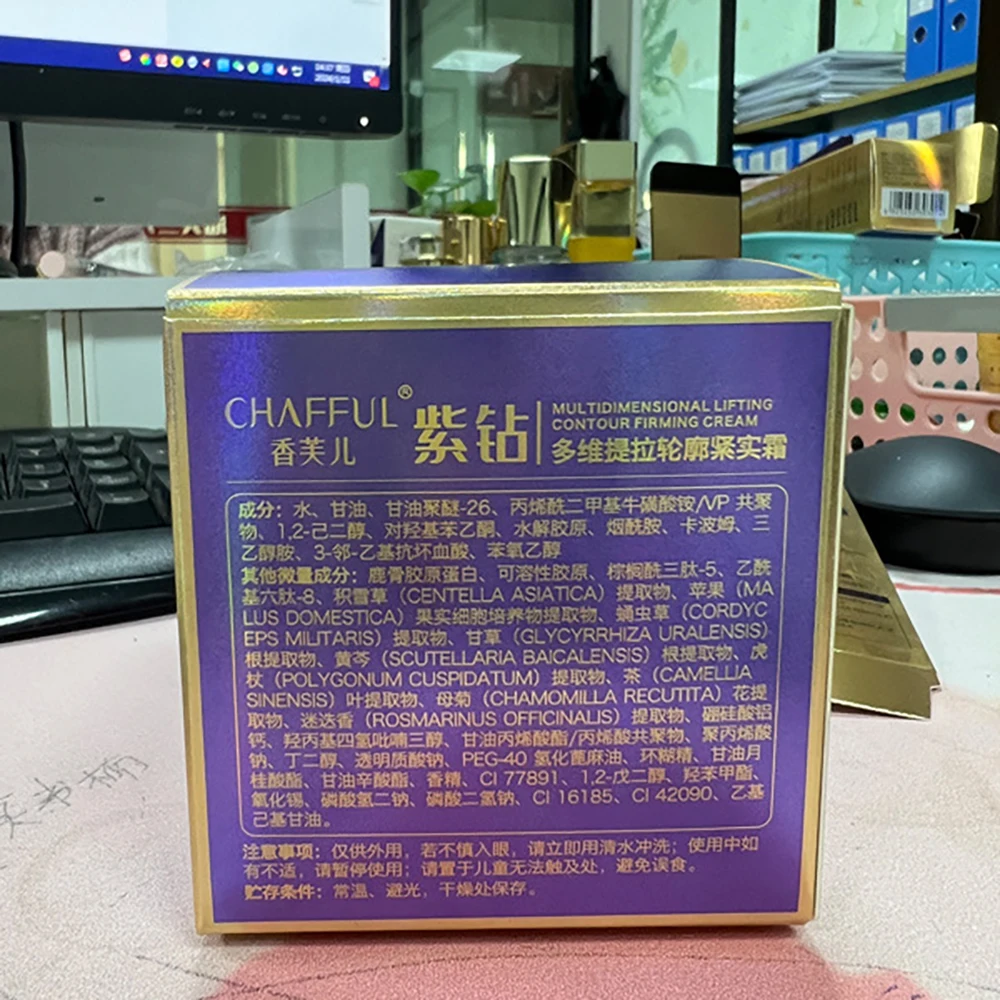 CHAFFUL®
香芙儿
紫钻
MULTIDIMENSIONAL LIFTING
CONTOUR FIRMING CREAM
多维提拉轮廓紧实霜
成分：水、甘油、甘油聚醚-26、丙烯酰二甲基牛磺酸铵/VP 共聚
物、1,2-己二醇、对羟基苯乙酮、水解胶原、烟酰胺、卡波姆、三
乙醇胺、3-邻-乙基抗坏血酸、苯氧乙醇
其他微量成分：鹿骨胶原蛋白、可溶性胶原、棕榈酰三肽-5、乙酰
基六肽-8、积雪草（CENTELLA ASIATICA）提取物、苹果（MA
LUS DOMESTICA）果实细胞培养物提取物、蛹虫草（CORDYC
EPS MILITARIS）提取物、甘草（GLYCYRRHIZA URALENSIS）
根提取物、黄芩（SCUTELLARIA BAICALENSIS）根提取物、虎
杖（POLYGONUM CUSPIDATUM）提取物、茶（CAMELLIA
SINENSIS）叶提取物、母菊（CHAMOMILLA RECUTITA）花提
取物、迷迭香（ROSMARINUS OFFICINALIS）提取物、硼硅酸铝
钙、羟丙基四氢吡喃三醇、甘油丙烯酸酯/丙烯酸共聚物、聚丙烯酸
钠、丁二醇、透明质酸钠、PEG-40 氢化蓖麻油、环糊精、甘油月
桂酸酯、甘油辛酸酯、香精、CI 77891、1,2-戊二醇、羟苯甲酯、
氧化锡、磷酸氢二钠、磷酸二氢钠、CI 16185、CI 42090、乙基
己基甘油。
注意事项：仅供外用，若不慎入眼，请立即用清水冲洗；使用中如
有不适，请暂停使用；请置于儿童无法触及处，避免误食。
贮存条件：常温、避光，干燥处保存。